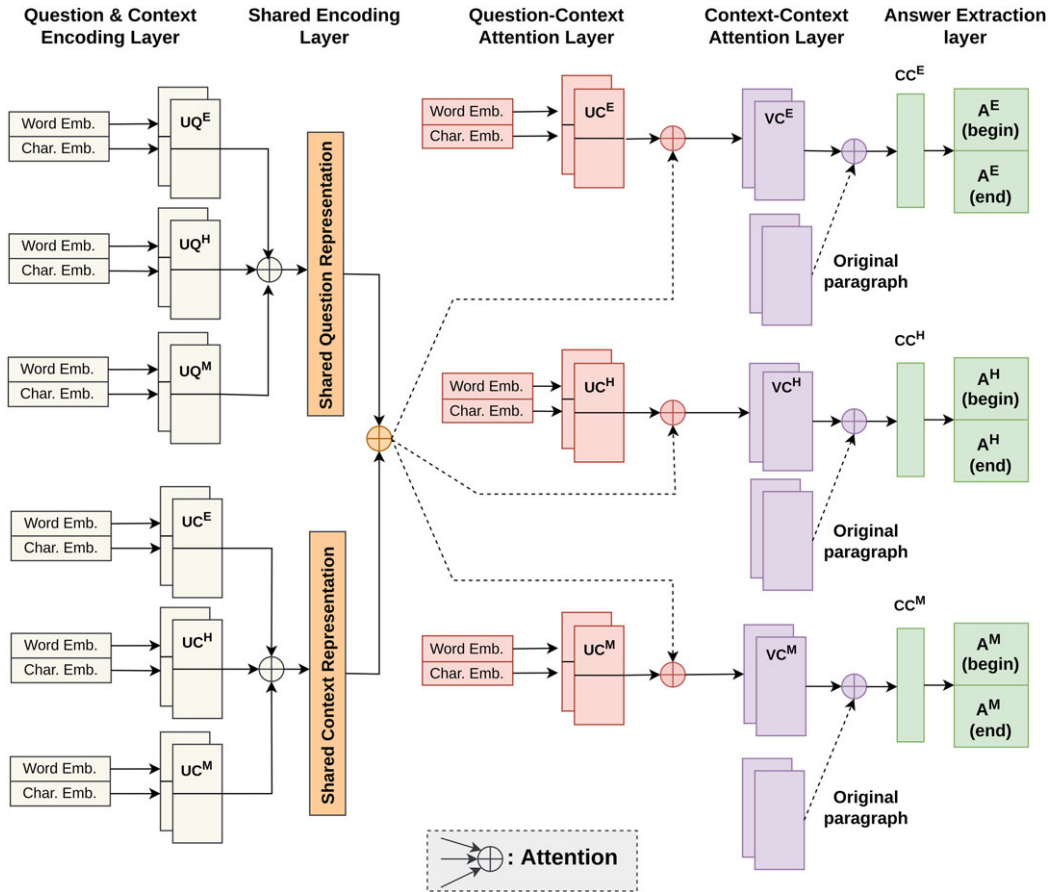 Question & Context
Encoding Layer
Shared Encoding
Layer
Question-Context
Attention Layer
Context-Context
Attention Layer
Answer Extraction
layer
Word Emb.
Char. Emb.
UQ^E
Word Emb.
Char. Emb.
UQ^H
Word Emb.
Char. Emb.
UQ^M
Shared Question Representation
Word Emb.
Char. Emb.
UC^E
Word Emb.
Char. Emb.
UC^H
Word Emb.
Char. Emb.
UC^M
Shared Context Representation
Word Emb.
Char. Emb.
UC^E
VC^E
Original
paragraph
CC^E
A^E
(begin)
A^E
(end)
Word Emb.
Char. Emb.
UC^H
VC^H
Original
paragraph
CC^H
A^H
(begin)
A^H
(end)
Word Emb.
Char. Emb.
UC^M
VC^M
Original
paragraph
CC^M
A^M
(begin)
A^M
(end)
: Attention